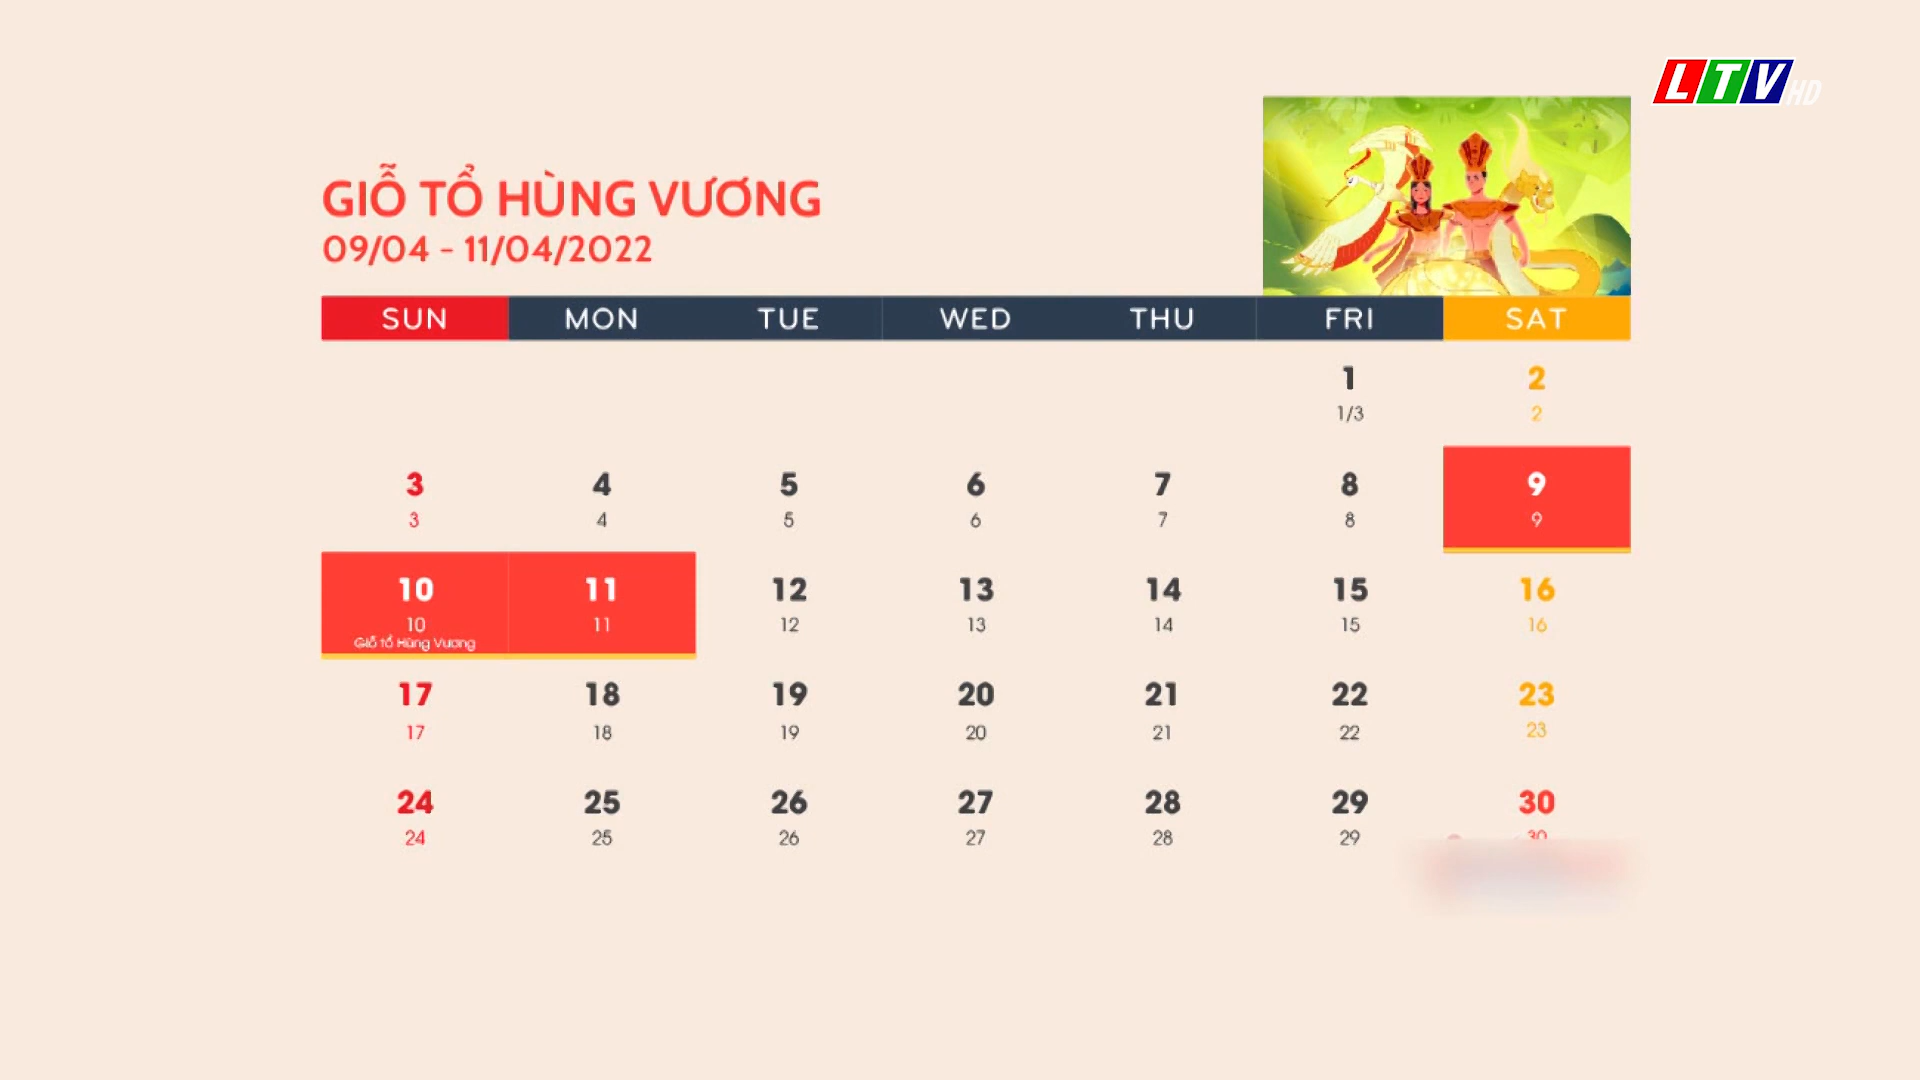 LTV HD
GIỖ TỔ HÙNG VƯƠNG
09/04 - 11/04/2022
SUN MON TUE WED THU FRI SAT
1 2
1/3 2
3 4 5 6 7 8 9
3 4 5 6 7 8 9
10 11 12 13 14 15 16
10 11 12 13 14 15 16
Giỗ tổ Hùng Vương
17 18 19 20 21 22 23
17 18 19 20 21 22 23
24 25 26 27 28 29 30
24 25 26 27 28 29 30